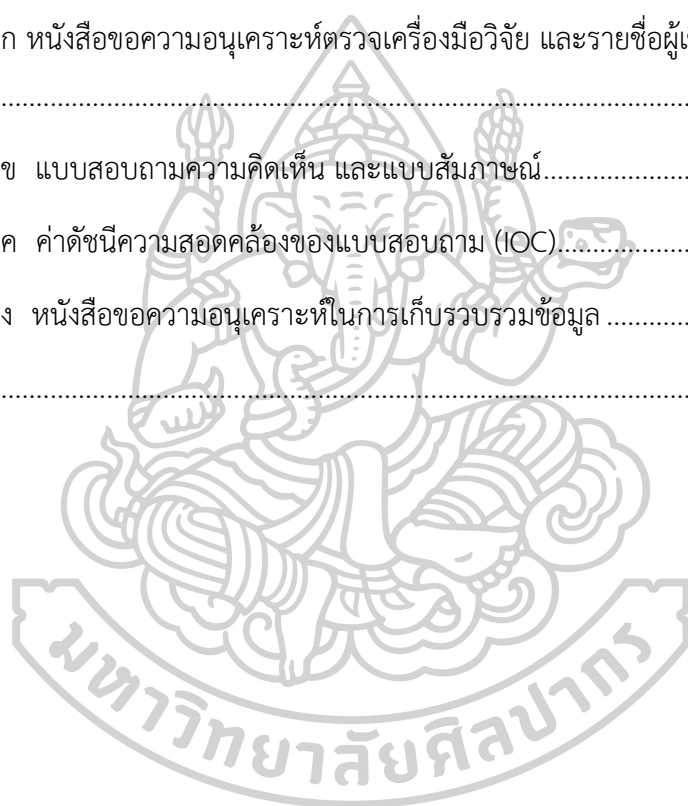 ก หนังสือขอความอนุเคราะห์ตรวจเครื่องมือวิจัย และรายชื่อ
....................................................................................................
ข แบบสอบถามความคิดเห็น และแบบสัมภาษณ์......................
ค ค่าดัชนีความสอดคล้องของแบบสอบถาม (IOC)....................
ง หนังสือขอความอนุเคราะห์ในการเก็บรวบรวมข้อมูล .............
....................................................................................................
มหาวิทยาลัยศิลปากร